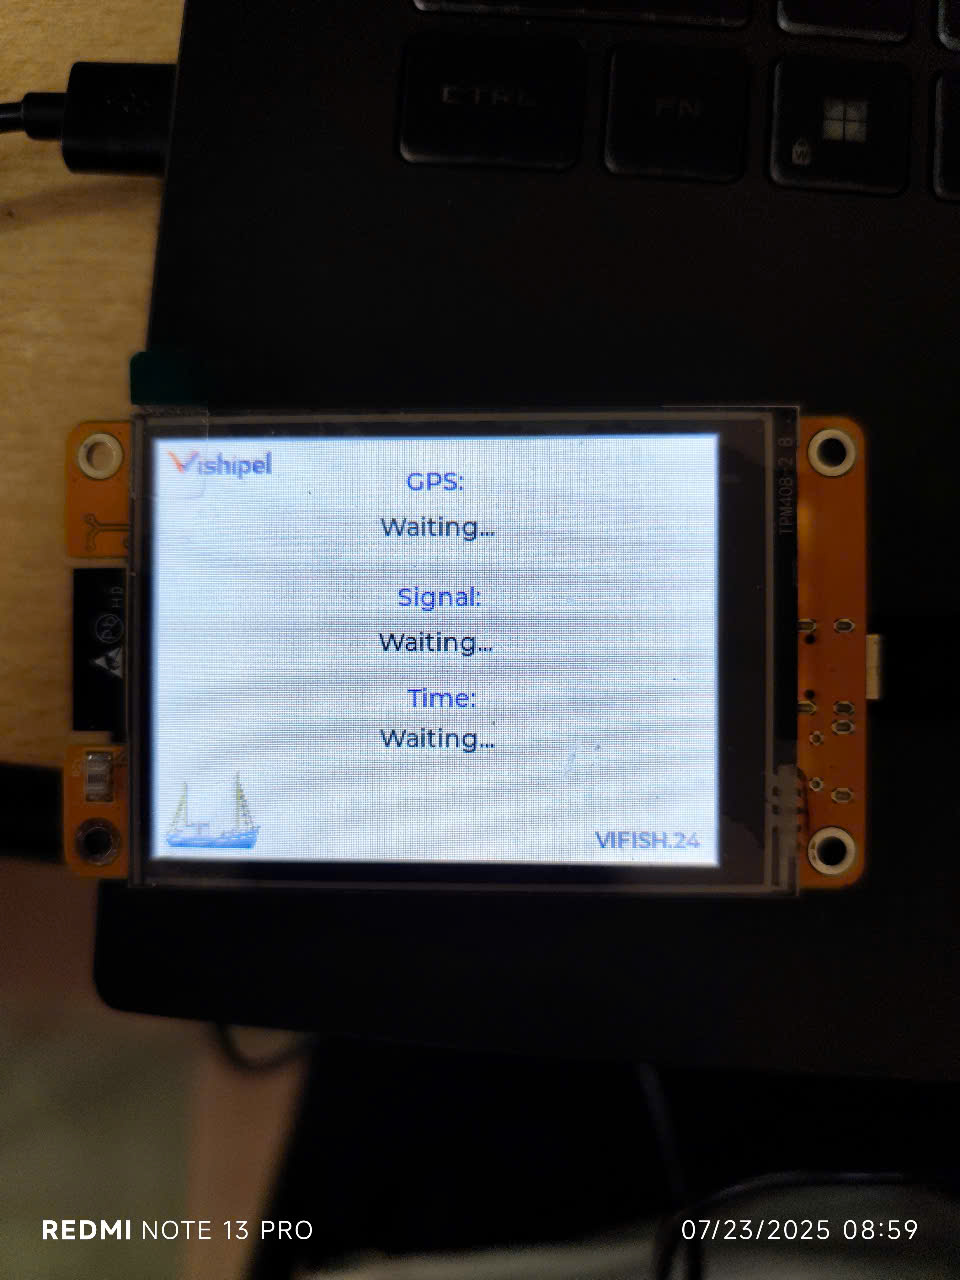 CTRL
FN
Vishipel
GPS:
Waiting...
Signal:
Waiting...
Time:
Waiting...
VIFISH.24
TPM408-2 B
REDMI NOTE 13 PRO
07/23/2025 08:59